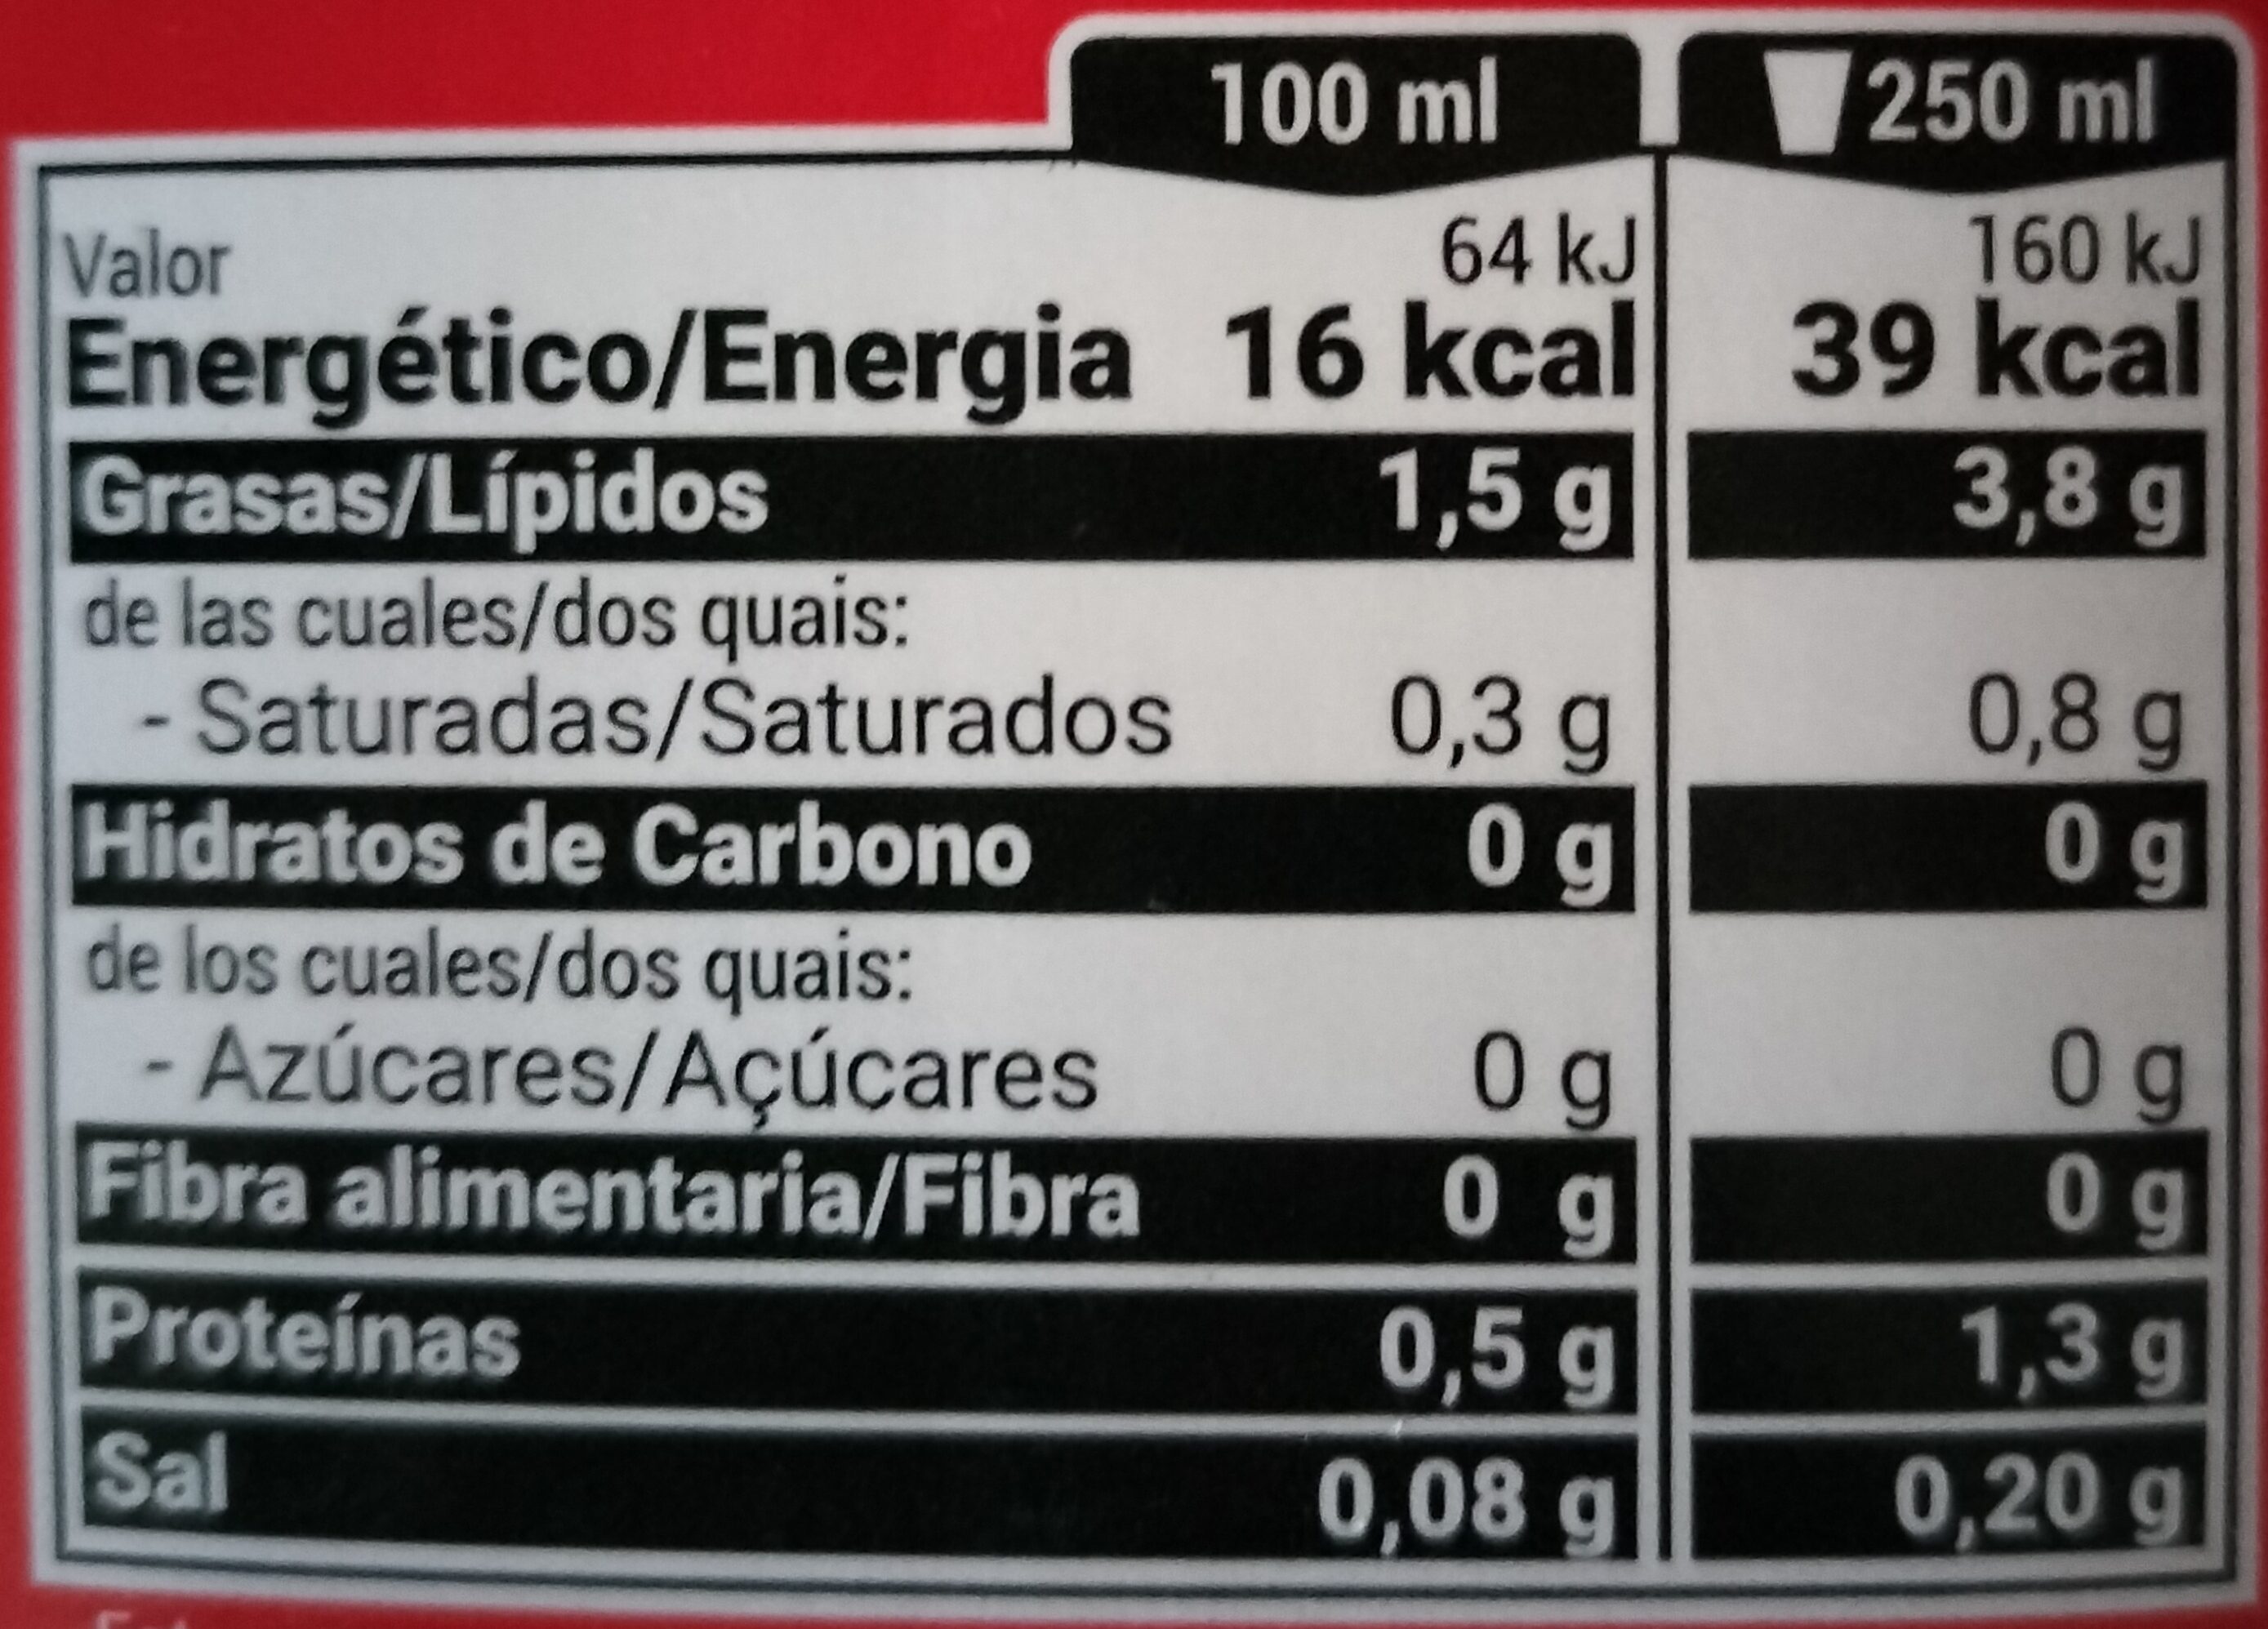 100 ml 250 ml
Valor 64 kJ 160 kJ
Energético/Energia 16 kcal 39 kcal
Grasas/Lípidos 1,5 g 3,8 g
de las cuales/dos quais:
- Saturadas/Saturados 0,3 g 0,8 g
Hidratos de Carbono 0 g 0 g
de los cuales/dos quais:
- Azúcares/Açúcares 0 g 0 g
Fibra alimentaria/Fibra 0 g 0 g
Proteínas 0,5 g 1,3 g
Sal 0,08 g 0,20 g